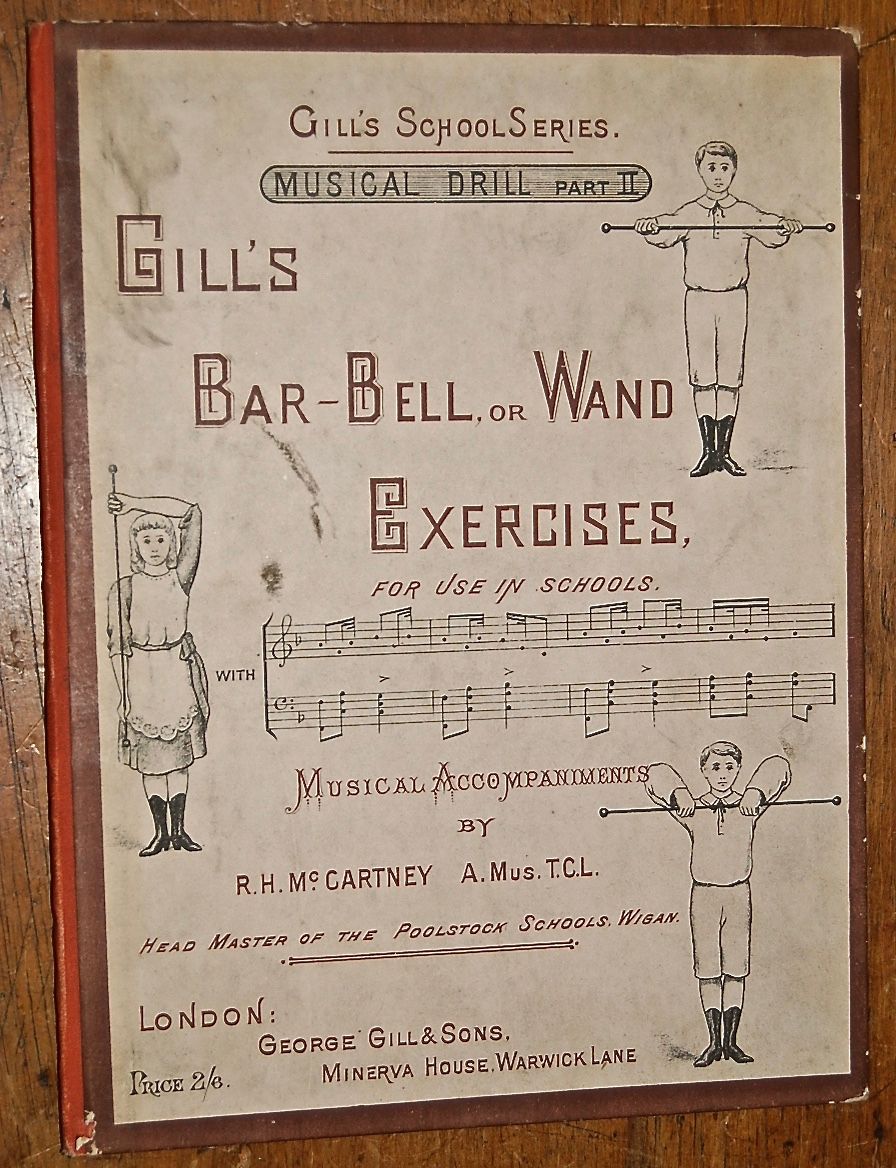 GILL'S SCHOOL SERIES.
MUSICAL DRILL PART II
GILL'S
BAR-BELL, OR WAND
EXERCISES,
FOR USE IN SCHOOLS.
WITH
MUSICAL ACCOMPANIMENTS
BY
R.H. Mc CARTNEY A. MUS. T.C.L.
HEAD MASTER OF THE POOLSTOCK SCHOOLS, WIGAN.
LONDON:
GEORGE GILL & SONS,
MINERVA HOUSE, WARWICK LANE
PRICE 2/6.